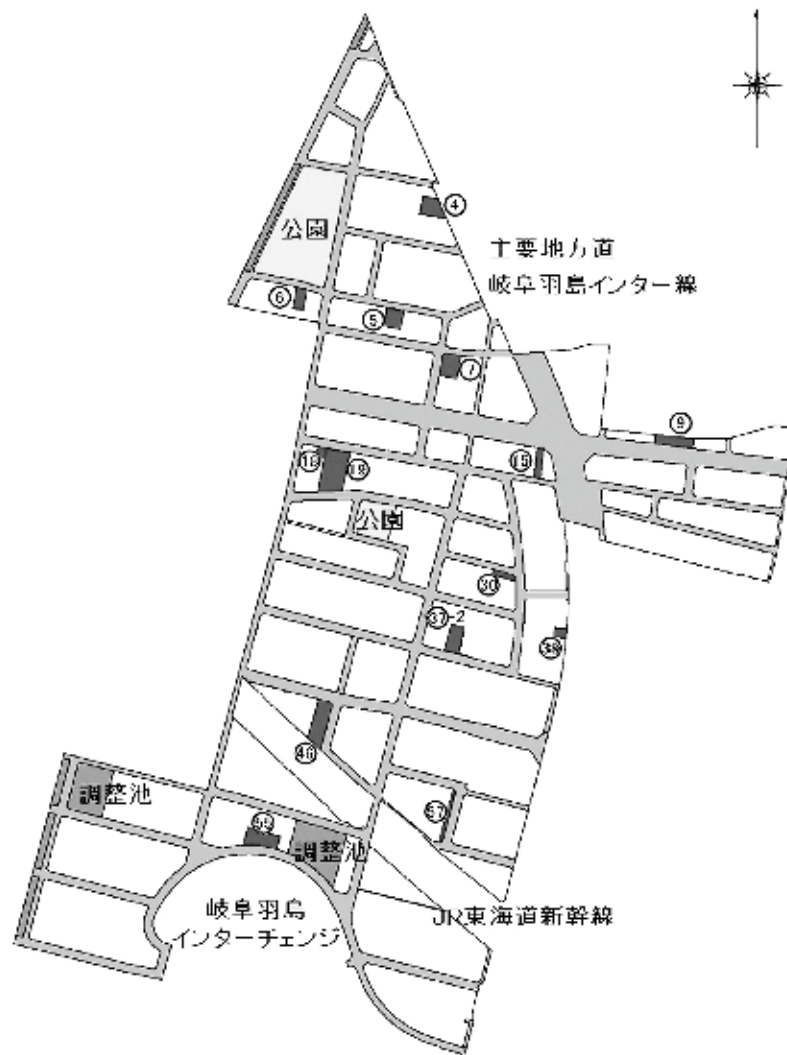 ④
公園
主要地方道
岐阜羽島インター線
⑥
⑤
⑦
⑨
⑱
⑲
⑮
公園
㉚
㊲-2
㊳
㊻
調整池
調整池
岐阜羽島
インターチェンジ
JR東海道新幹線